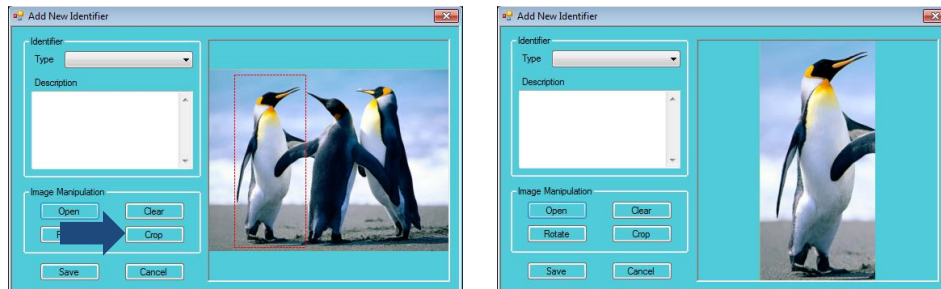 Add New Identifier
Identifier
Type
Description
Image Manipulation
Open Clear
Crop
Save Cancel
Add New Identifier
Identifier
Type
Description
Image Manipulation
Open Clear
Rotate Crop
Save Cancel